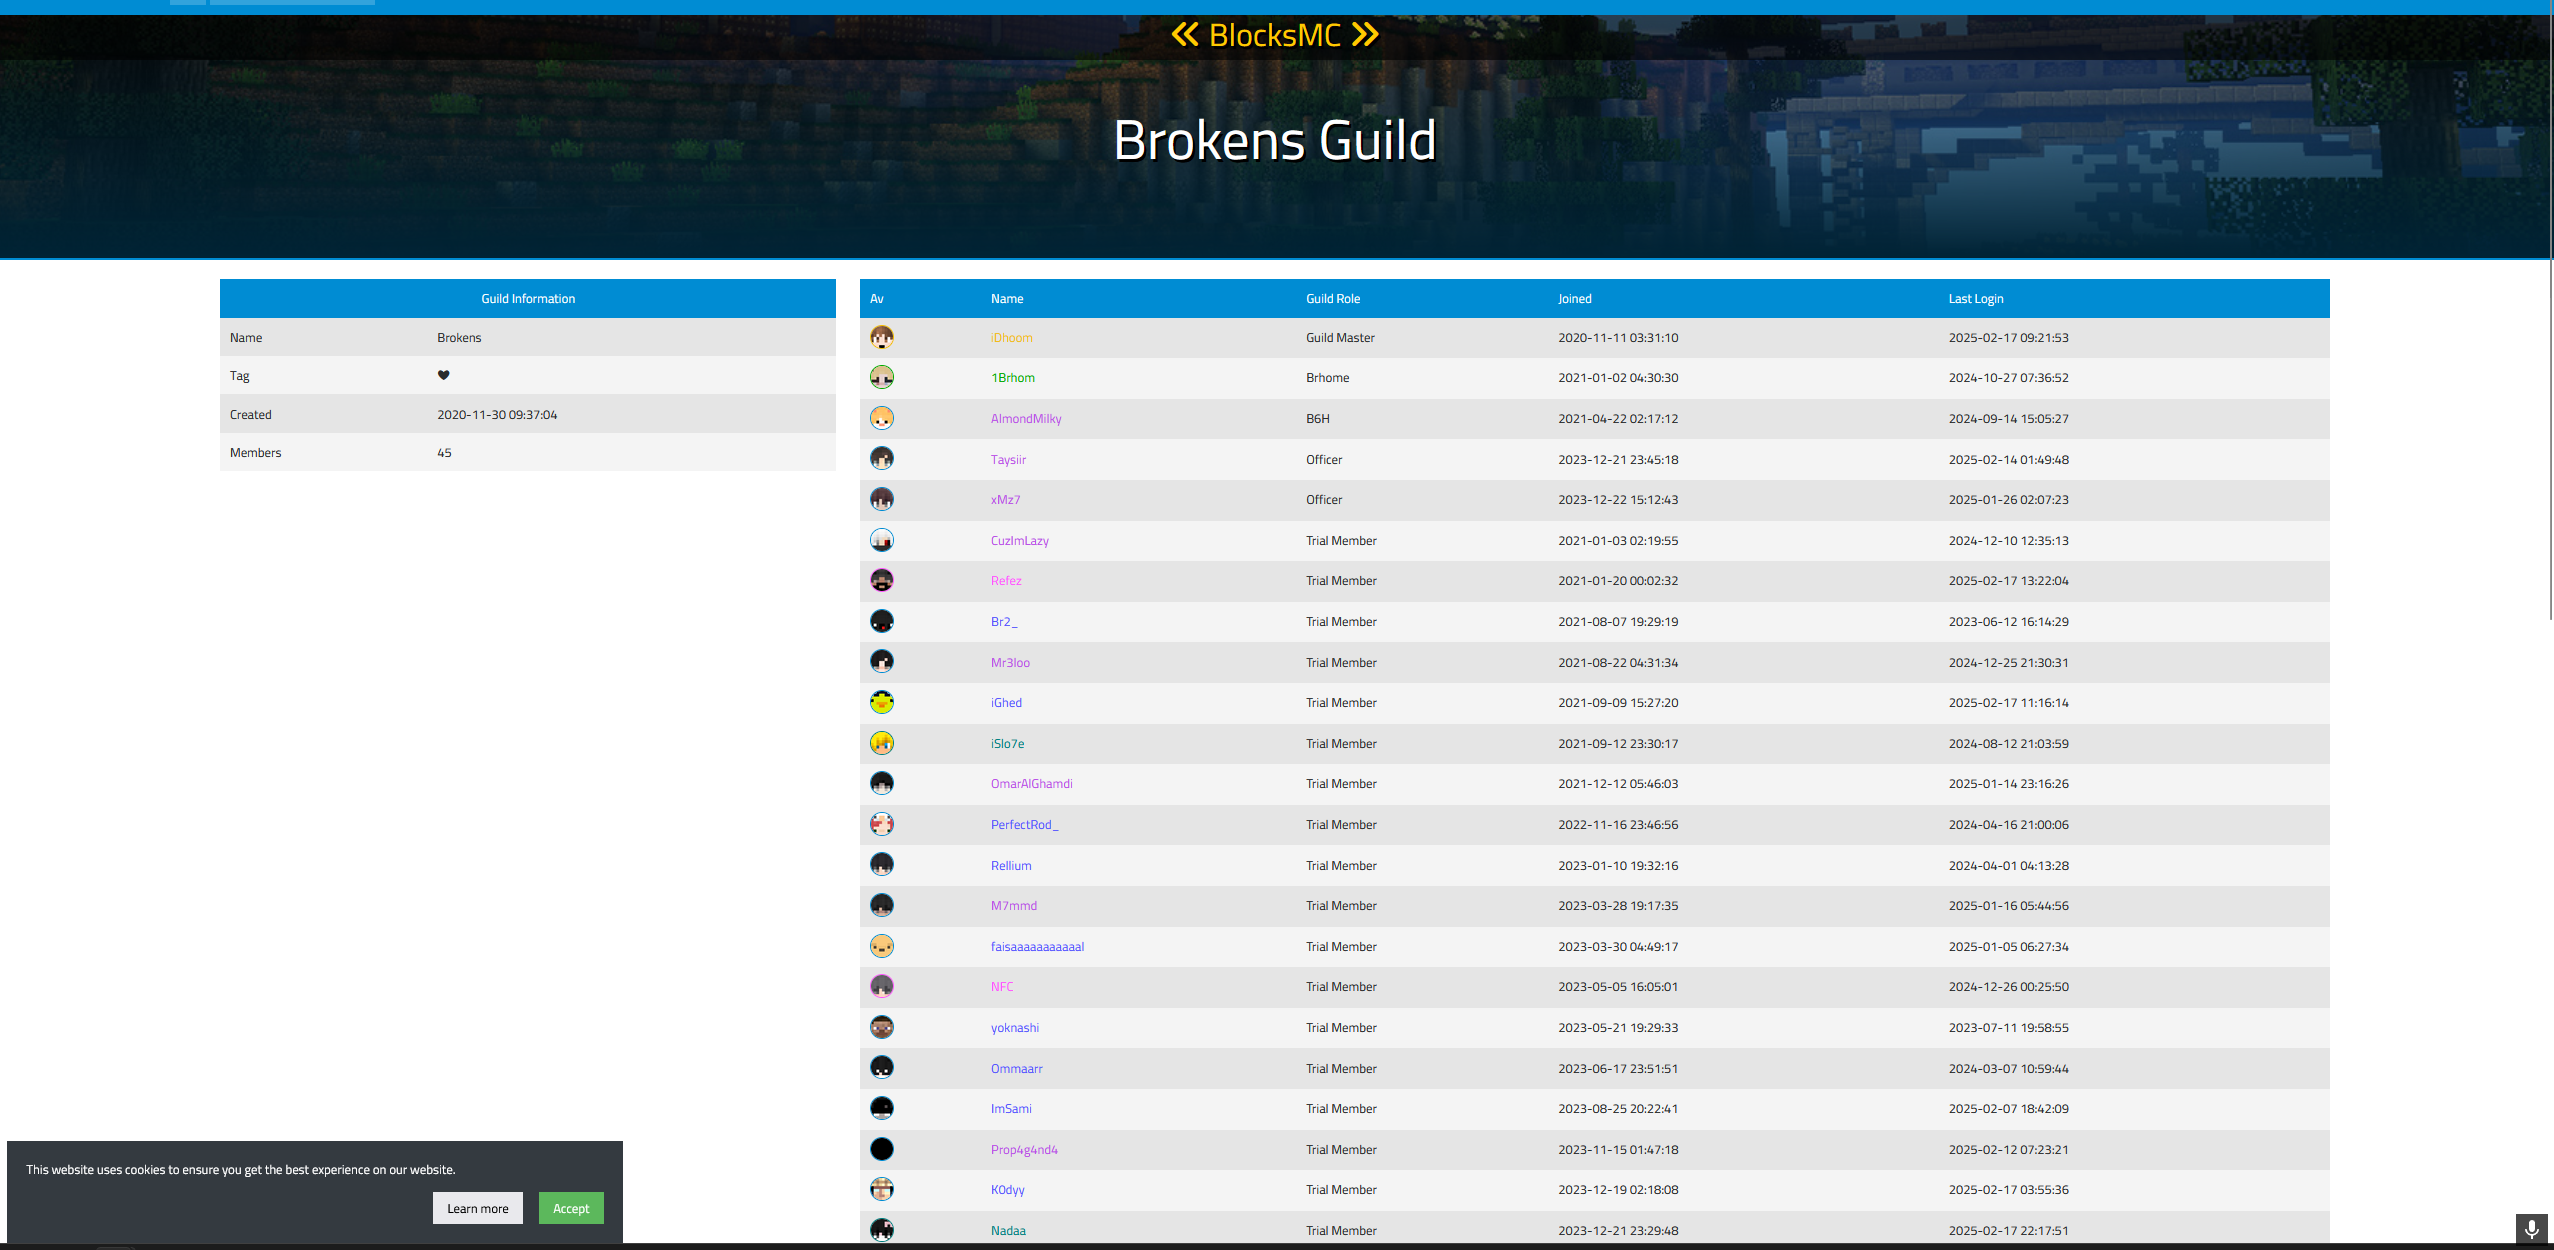 BlocksMC
Brokens Guild
Guild Information
Name Brokens
Tag ♥
Created 2020-11-30 09:37:04
Members 45
Av Name Guild Role Joined Last Login
iDhoom Guild Master 2020-11-11 03:31:10 2025-02-17 09:21:53
1Brhom Brhome 2021-01-02 04:30:30 2024-10-27 07:36:52
AlmondMilky B6H 2021-04-22 02:17:12 2024-09-14 15:05:27
Taysiir Officer 2023-12-21 23:45:18 2025-02-14 01:49:48
xMz7 Officer 2023-12-22 15:12:43 2025-01-26 02:07:23
CuzImLazy Trial Member 2021-01-03 02:19:55 2024-12-10 12:35:13
Refez Trial Member 2021-01-20 00:02:32 2025-02-17 13:22:04
Br2_ Trial Member 2021-08-07 19:29:19 2023-06-12 16:14:29
Mr3loo Trial Member 2021-08-22 04:31:34 2024-12-25 21:30:31
iGhed Trial Member 2021-09-09 15:27:20 2025-02-17 11:16:14
iSlo7e Trial Member 2021-09-12 23:30:17 2024-08-12 21:03:59
OmarAlGhamdi Trial Member 2021-12-12 05:46:03 2025-01-14 23:16:26
PerfectRod_ Trial Member 2022-11-16 23:46:56 2024-04-16 21:00:06
Rellium Trial Member 2023-01-10 19:32:16 2024-04-01 04:13:28
M7mmd Trial Member 2023-03-28 19:17:35 2025-01-16 05:44:56
faisaaaaaaaaaaal Trial Member 2023-03-30 04:49:17 2025-01-05 06:27:34
NFC Trial Member 2023-05-05 16:05:01 2024-12-26 00:25:50
yoknashi Trial Member 2023-05-21 19:29:33 2023-07-11 19:58:55
Ommaarr Trial Member 2023-06-17 23:51:51 2024-03-07 10:59:44
ImSami Trial Member 2023-08-25 20:22:41 2025-02-07 18:42:09
Prop4g4nd4 Trial Member 2023-11-15 01:47:18 2025-02-12 07:23:21
K0dyy Trial Member 2023-12-19 02:18:08 2025-02-17 03:55:36
Nadaa Trial Member 2023-12-21 23:29:48 2025-02-17 22:17:51
This website uses cookies to ensure you get the best experience on our website.
Learn more Accept